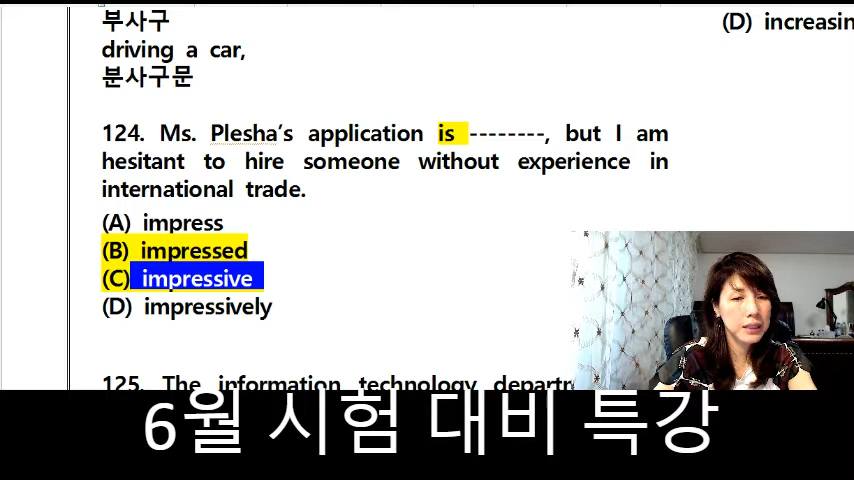 부사구
(D) increasin
driving a car,
분사구문
124. Ms. Plesha's application is --------, but I am
hesitant to hire someone without experience in
international trade.
(A) impress
(B) impressed
(C) impressive
(D) impressively
125. The information technology departm
6월 시험 대비 특강